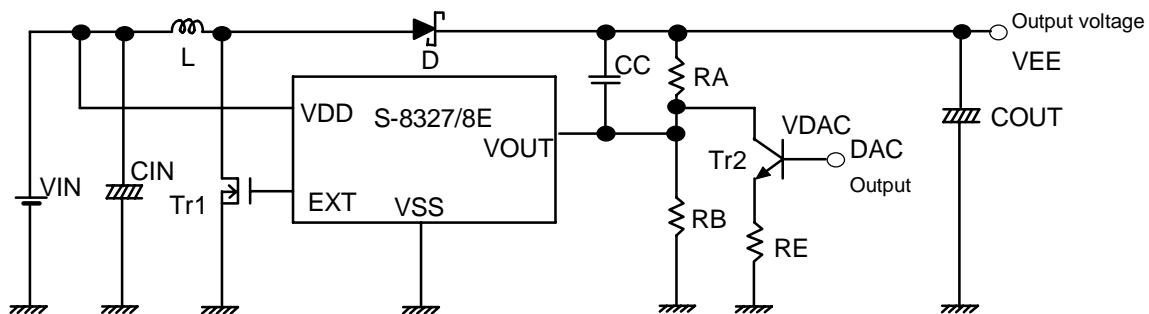 Output voltage
VEE
L
D
CC
RA
VDD
S-8327/8E
VDAC
COUT
VOUT
DAC
Tr2
Output
VIN
CIN
Tr1
EXT
VSS
RB
RE